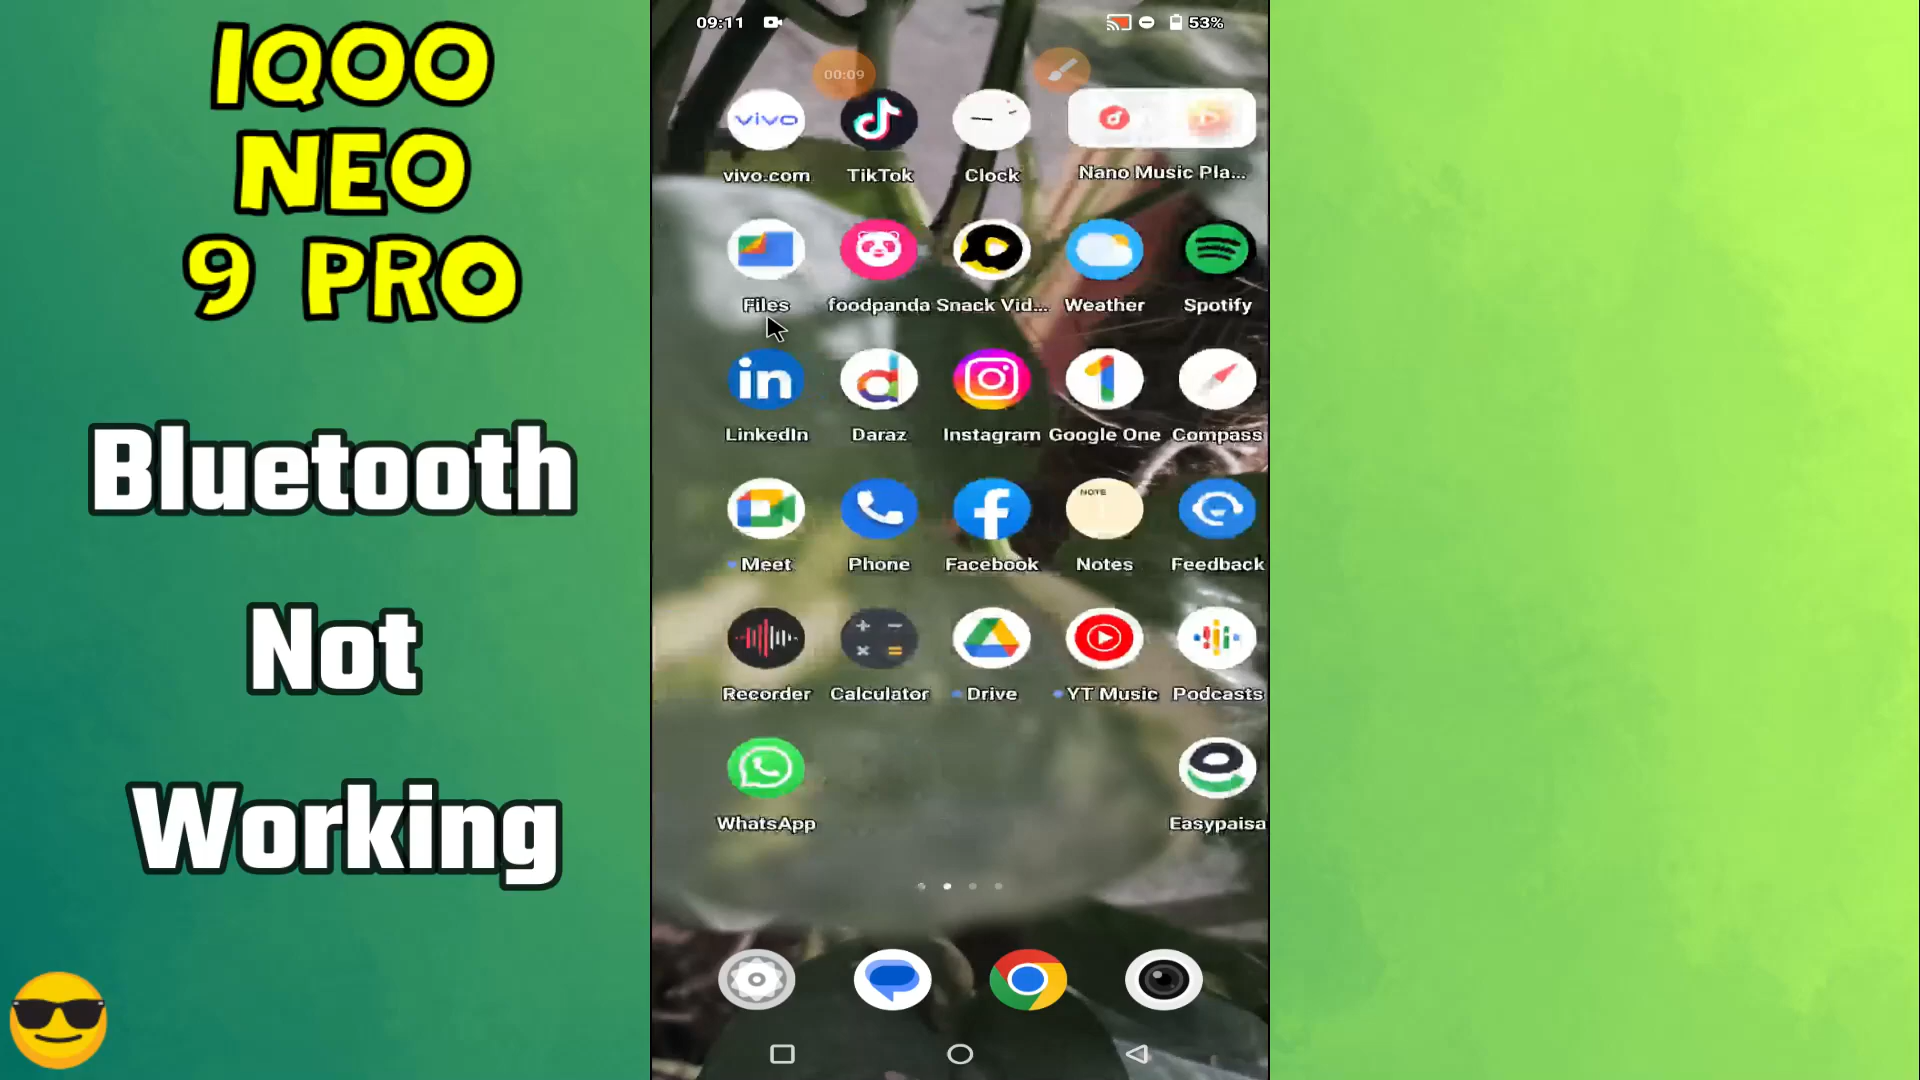 IQOO
NEO
9 PRO
Bluetooth
Not
Working
09:11
53%
00:09
vivo
vivo.com
TikTok
Clock
Nano Music Pla...
Files
foodpanda
Snack Vid...
Weather
Spotify
in
LinkedIn
Daraz
Instagram
1
Google One
Compass
Meet
Phone
Facebook
NOTE
Notes
Feedback
Recorder
Calculator
Drive
YT Music
Podcasts
WhatsApp
Easypaisa